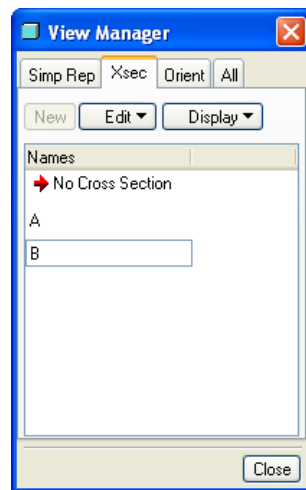 View Manager
Simp Rep Xsec Orient All
New Edit Display
Names
No Cross Section
A
B
Close